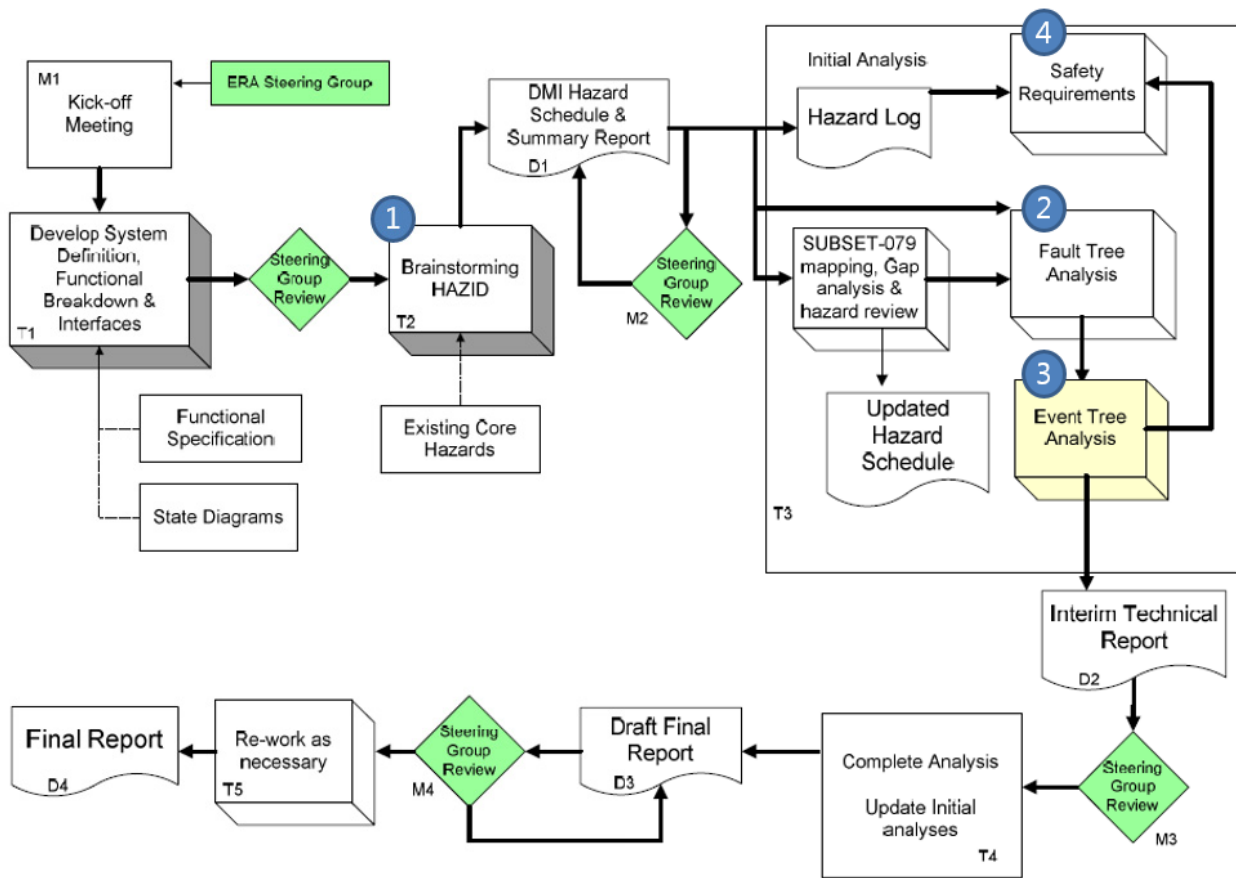 M1
Kick-off
Meeting
ERA Steering Group
Develop System
Definition,
Functional
Breakdown &
Interfaces
T1
Steering
Group
Review
1
Brainstorming
HAZID
T2
Functional
Specification
State Diagrams
Existing Core
Hazards
DMI Hazard
Schedule &
Summary Report
D1
Steering
Group
Review
M2
Initial Analysis
Hazard Log
4
Safety
Requirements
SUBSET-079
mapping, Gap
analysis &
hazard review
2
Fault Tree
Analysis
Updated
Hazard
Schedule
3
Event Tree
Analysis
T3
Interim Technical
Report
D2
Steering
Group
Review
M3
Complete Analysis
Update Initial
analyses
T4
Draft Final
Report
D3
Steering
Group
Review
M4
Re-work as
necessary
T5
Final Report
D4